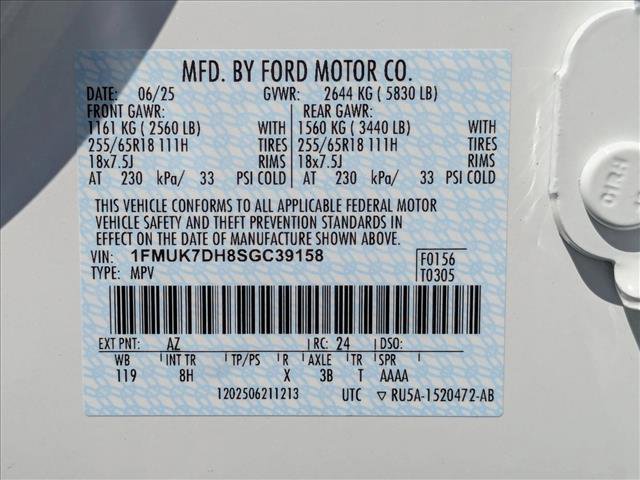 MFD. BY FORD MOTOR CO.
DATE: 06/25 GVWR: 2644 KG ( 5830 LB)
FRONT GAWR: REAR GAWR:
1161 KG ( 2560 LB) WITH 1560 KG ( 3440 LB) WITH
255/65R18 111H TIRES 255/65R18 111H TIRES
18x7.5J RIMS 18x7.5J RIMS
AT 230 kPa/ 33 PSI COLD AT 230 kPa/ 33 PSI COLD
THIS VEHICLE CONFORMS TO ALL APPLICABLE FEDERAL MOTOR
VEHICLE SAFETY AND THEFT PREVENTION STANDARDS IN
EFFECT ON THE DATE OF MANUFACTURE SHOWN ABOVE.
VIN: 1FMUK7DH8SGC39158 F0156
TYPE: MPV T0305
EXT PNT: AZ RC: 24 DSO:
WB INT TR TP/PS R AXLE TR SPR
119 8H X 3B T AAAA
1202506211213 UTC ▽ RU5A-1520472-AB